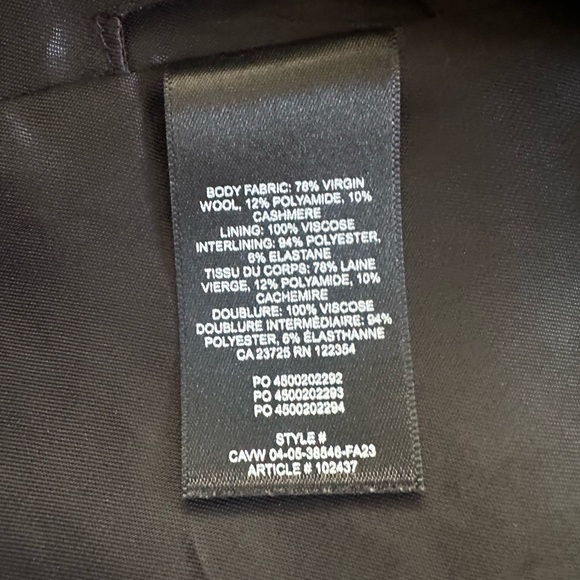 BODY FABRIC: 78% VIRGIN
WOOL, 12% POLYAMIDE, 10%
CASHMERE
LINING: 100% VISCOSE
INTERLINING: 94% POLYESTER,
6% ELASTANE
TISSU DU CORPS: 78% LAINE
VIERGE, 12% POLYAMIDE, 10%
CACHEMIRE
DOUBLURE: 100% VISCOSE
DOUBLURE INTERMÉDIAIRE: 94%
POLYESTER, 6% ÉLASTHANNE
CA 23725 RN 122354
PO 4500202292
PO 4500202293
PO 4500202294
STYLE #
CAVW 04-05-38546-FA23
ARTICLE # 102437